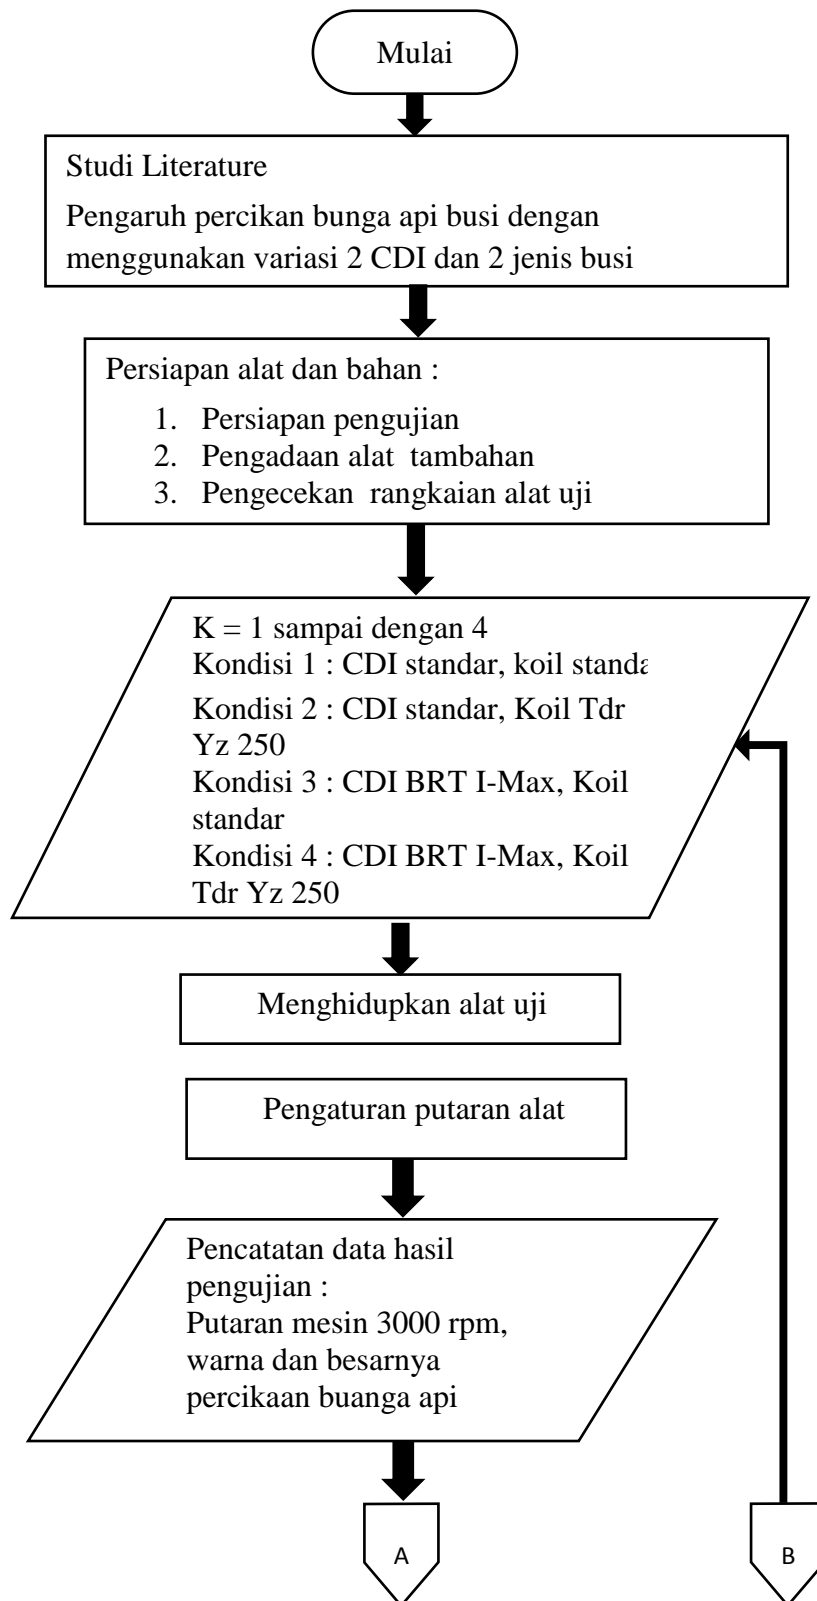 Mulai
Studi Literature
Pengaruh percikan bunga api busi dengan
menggunakan variasi 2 CDI dan 2 jenis busi
Persiapan alat dan bahan :
1. Persiapan pengujian
2. Pengadaan alat tambahan
3. Pengecekan rangkaian alat uji
K = 1 sampai dengan 4
Kondisi 1 : CDI standar, koil standa
Kondisi 2 : CDI standar, Koil Tdr
Yz 250
Kondisi 3 : CDI BRT I-Max, Koil
standar
Kondisi 4 : CDI BRT I-Max, Koil
Tdr Yz 250
Menghidupkan alat uji
Pengaturan putaran alat
Pencatatan data hasil
pengujian :
Putaran mesin 3000 rpm,
warna dan besarnya
percikaan buanga api
A
B